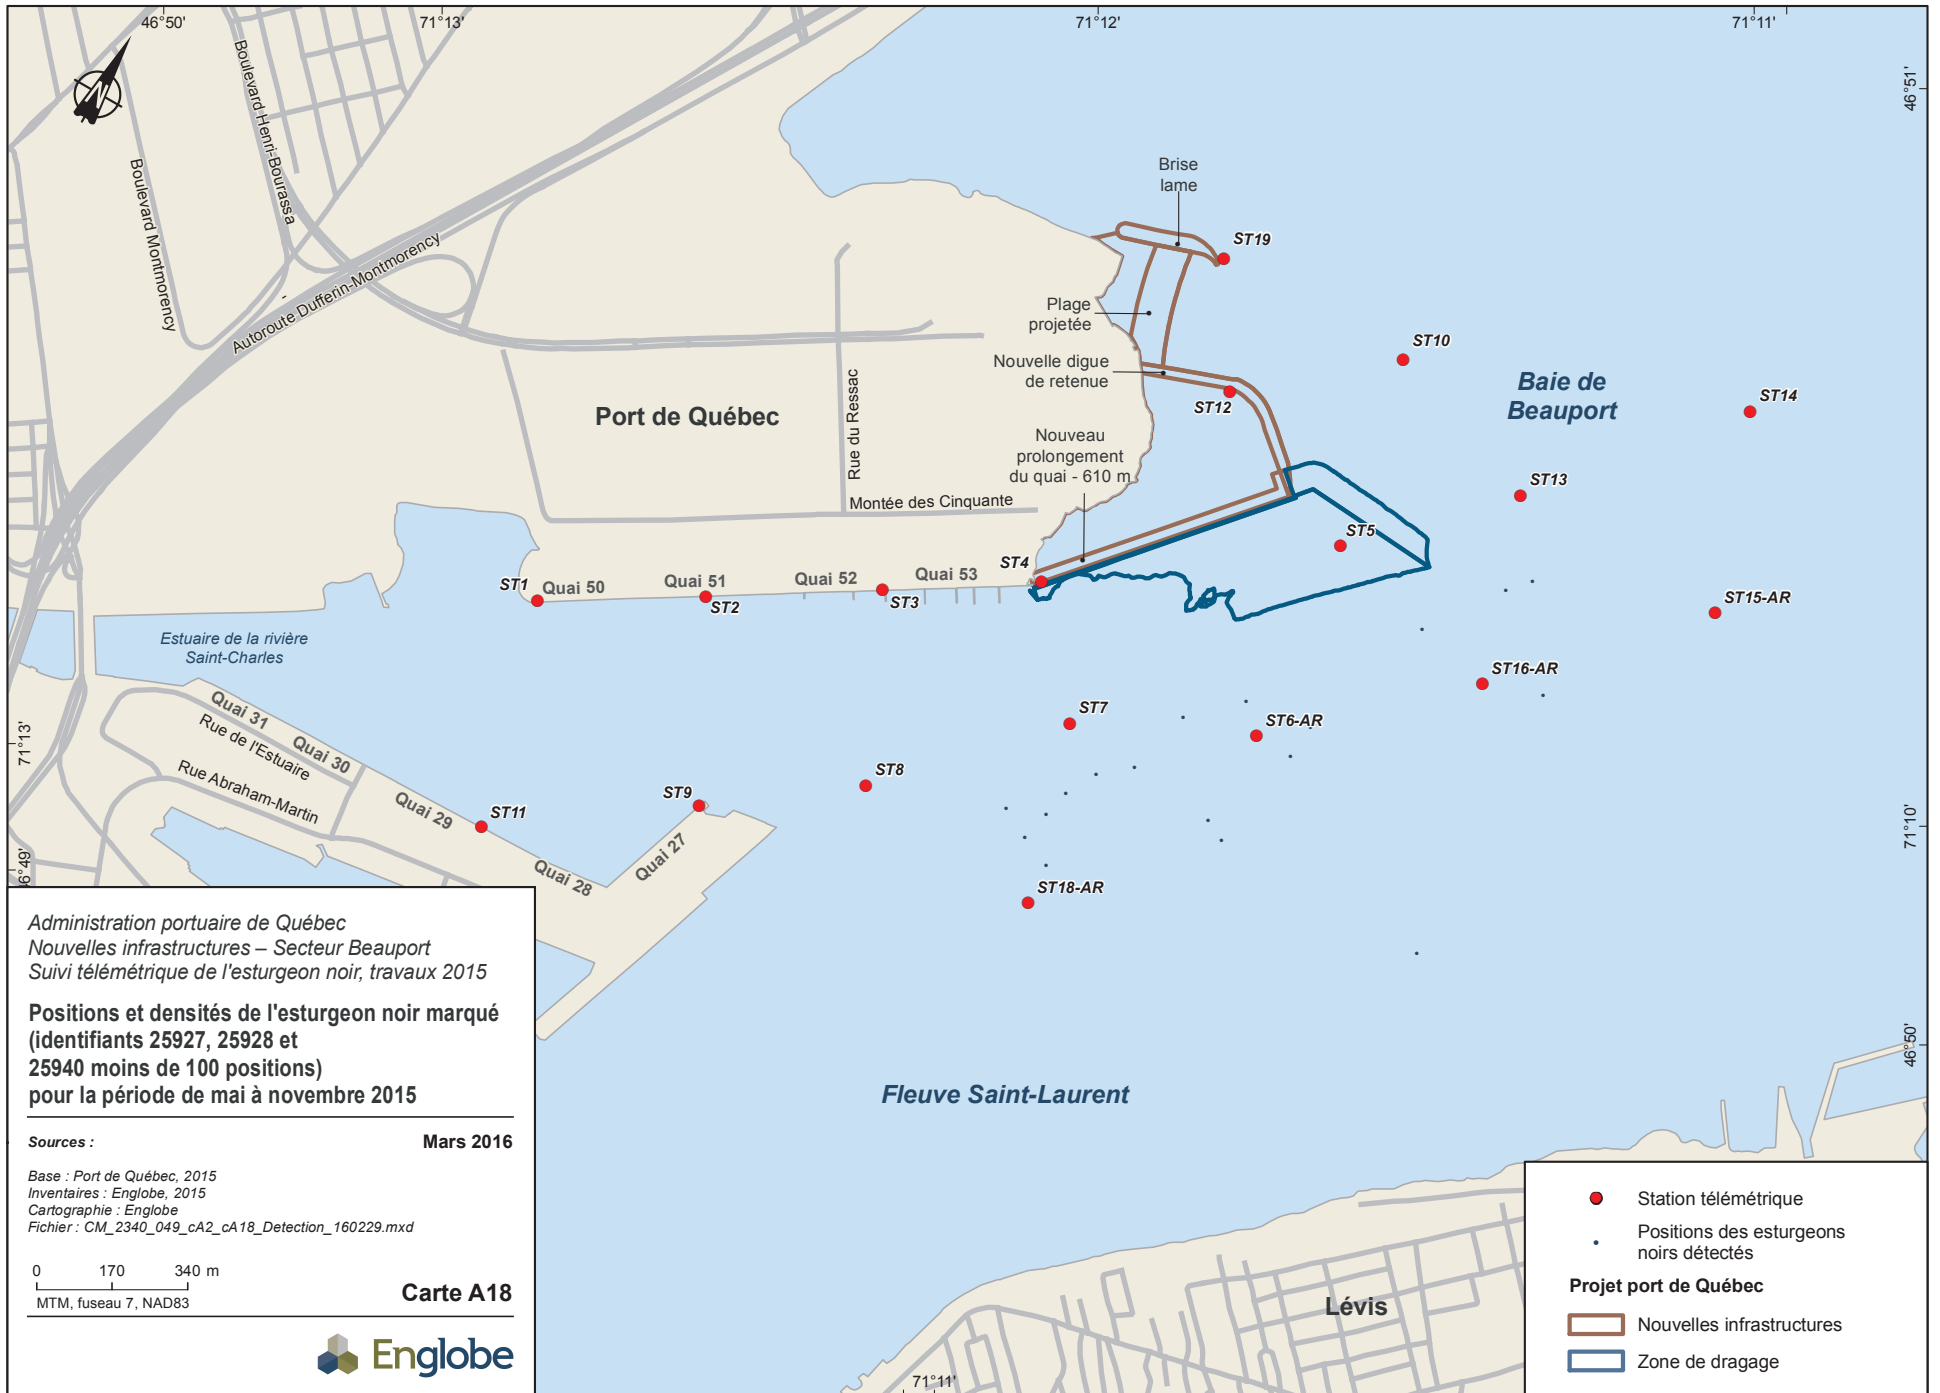 46°50'
71°13'
71°12'
71°11'
46°51'
Boulevard Henri-Bourassa
Boulevard Montmorency
Autoroute Dufferin-Montmorency
Brise
lame
ST19
Plage
projetée
ST10
Nouvelle digue
de retenue
Baie de
Beauport
ST14
ST12
Port de Québec
Rue du Ressac
Nouveau
prolongement
du quai - 610 m
Montée des Cinquante
ST13
ST5
ST4
ST1
Quai 50
Quai 51
ST2
Quai 52
ST3
Quai 53
ST15-AR
Estuaire de la rivière
Saint-Charles
ST16-AR
Quai 31
Rue de l'Estuaire
Quai 30
Rue Abraham-Martin
ST7
ST6-AR
71°13'
ST8
ST9
Quai 29
ST11
71°10'
Quai 27
Quai 28
46°49'
ST18-AR
Administration portuaire de Québec
Nouvelles infrastructures – Secteur Beauport
Suivi télémétrique de l'esturgeon noir, travaux 2015
Positions et densités de l'esturgeon noir marqué
(identifiants 25927, 25928 et
25940 moins de 100 positions)
pour la période de mai à novembre 2015
Sources :
Mars 2016
Base : Port de Québec, 2015
Inventaires : Englobe, 2015
Cartographie : Englobe
Fichier : CM_2340_049_cA2_cA18_Detection_160229.mxd
0 170 340 m
MTM, fuseau 7, NAD83
Carte A18
Englobe
Fleuve Saint-Laurent
46°50'
Lévis
71°11'
Station télémétrique
Positions des esturgeons
noirs détectés
Projet port de Québec
Nouvelles infrastructures
Zone de dragage